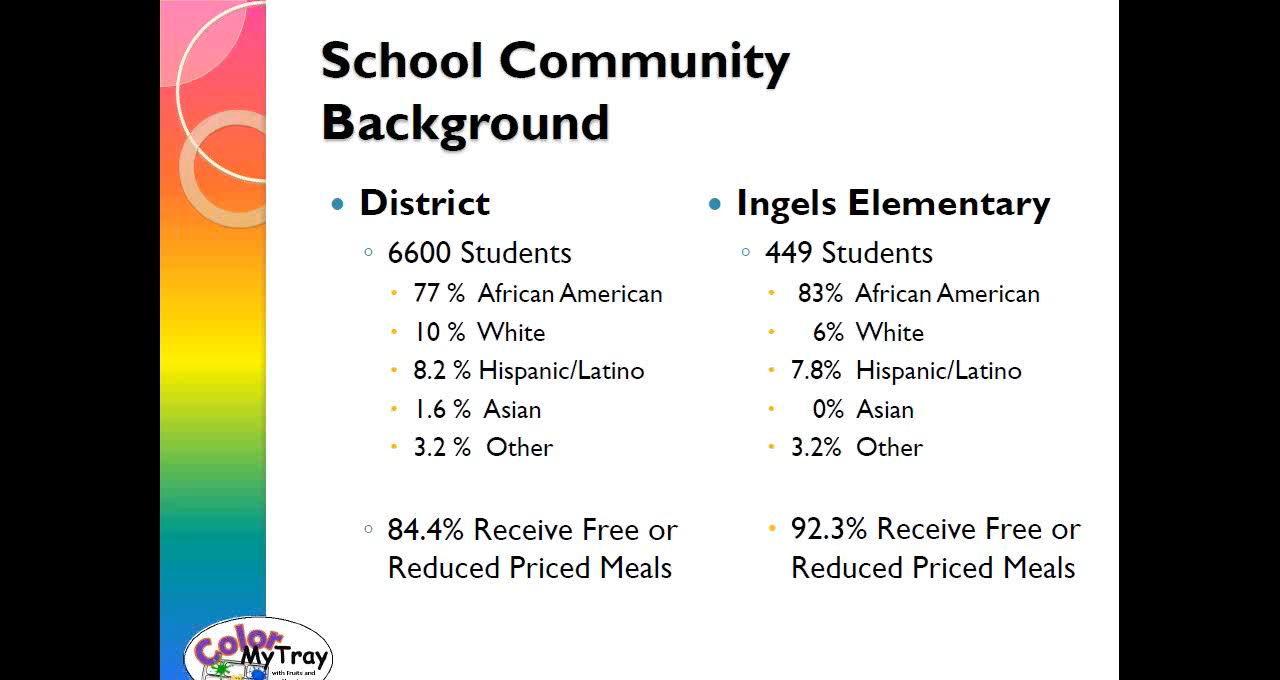 School Community
Background
• District
◦ 6600 Students
• 77 % African American
• 10 % White
• 8.2 % Hispanic/Latino
• 1.6 % Asian
• 3.2 % Other
◦ 84.4% Receive Free or
Reduced Priced Meals
• Ingels Elementary
◦ 449 Students
• 83% African American
• 6% White
• 7.8% Hispanic/Latino
• 0% Asian
• 3.2% Other
• 92.3% Receive Free or
Reduced Priced Meals
Color
MyTray
with Fruits and